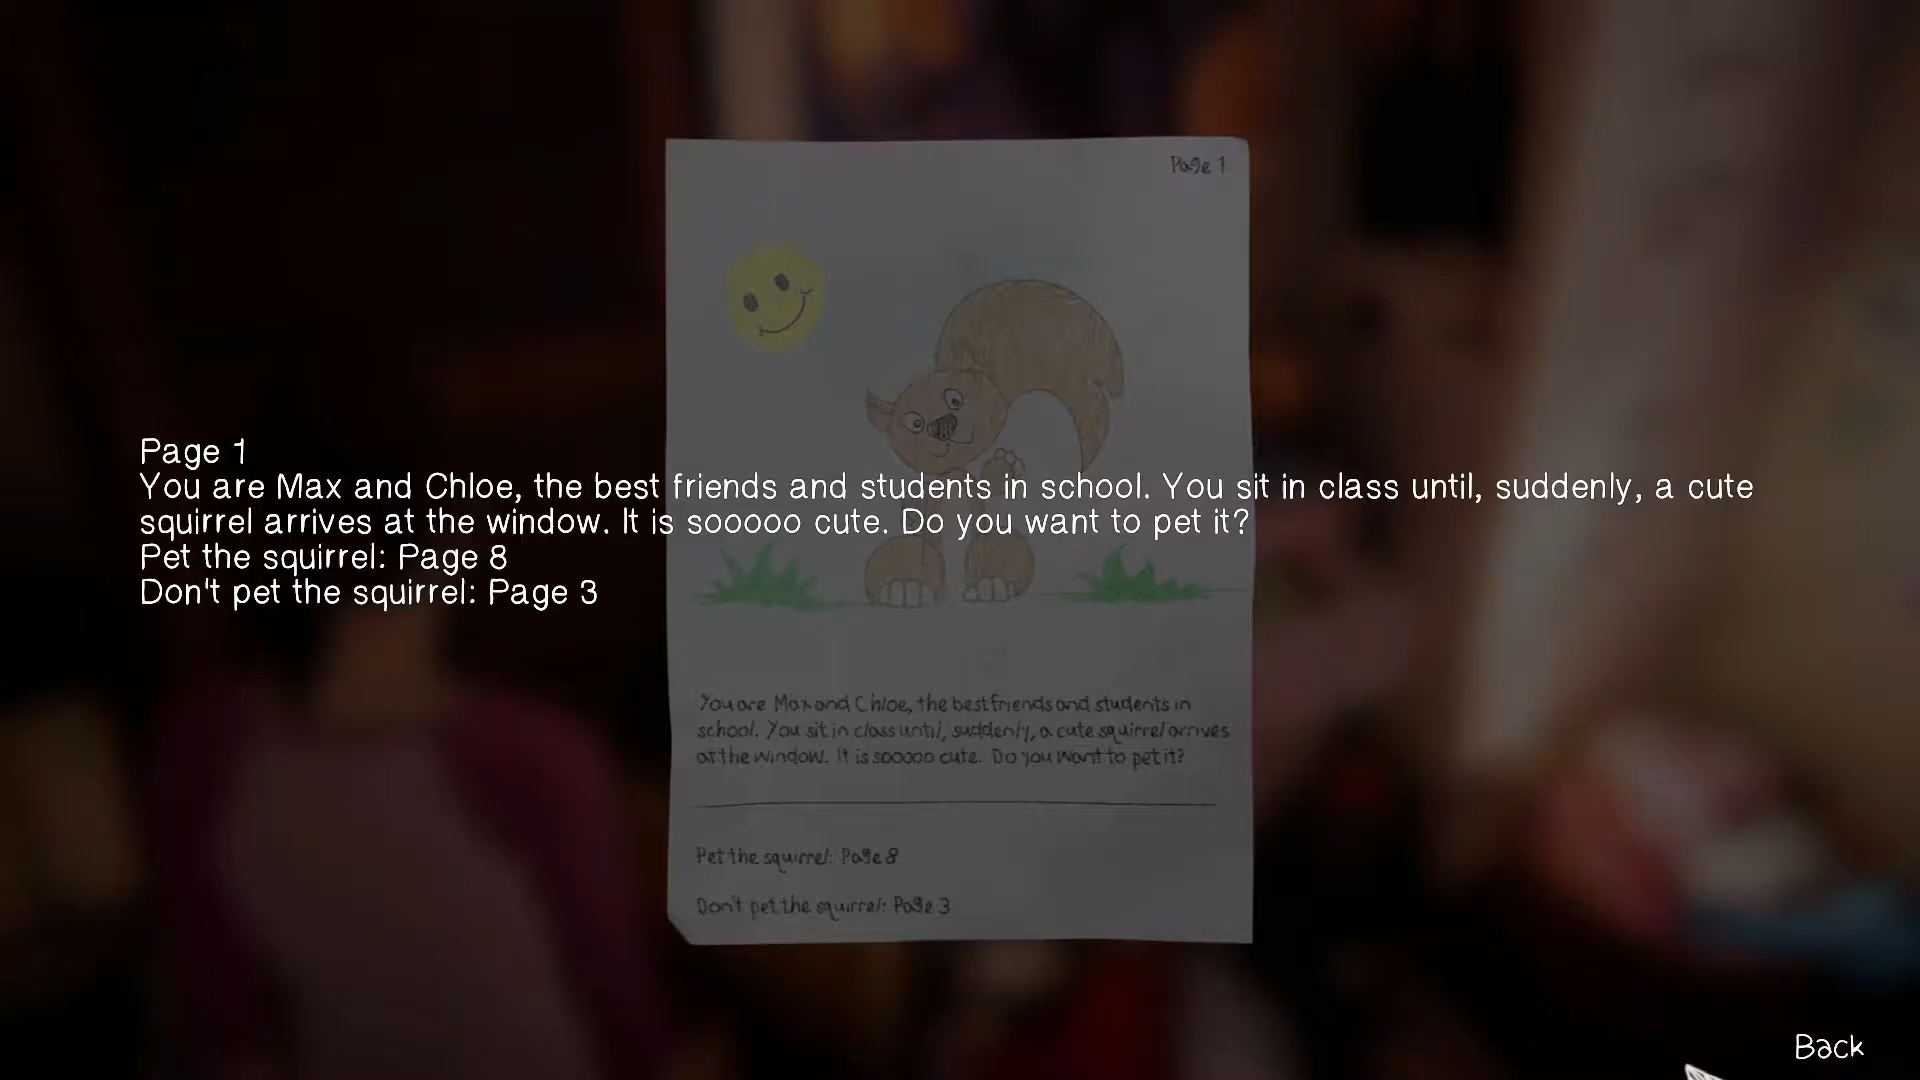 Page 1
Page 1
You are Max and Chloe, the best friends and students in school. You sit in class until, suddenly, a cute
squirrel arrives at the window. It is sooooo cute. Do you want to pet it?
Pet the squirrel: Page 8
Don't pet the squirrel: Page 3
You are Max and Chloe, the best friends and students in
school. You sit in class until, suddenly, a cute squirrel arrives
at the window. It is sooooo cute. Do you want to pet it?
Pet the squirrel: Page 8
Don't pet the squirrel: Page 3
Back